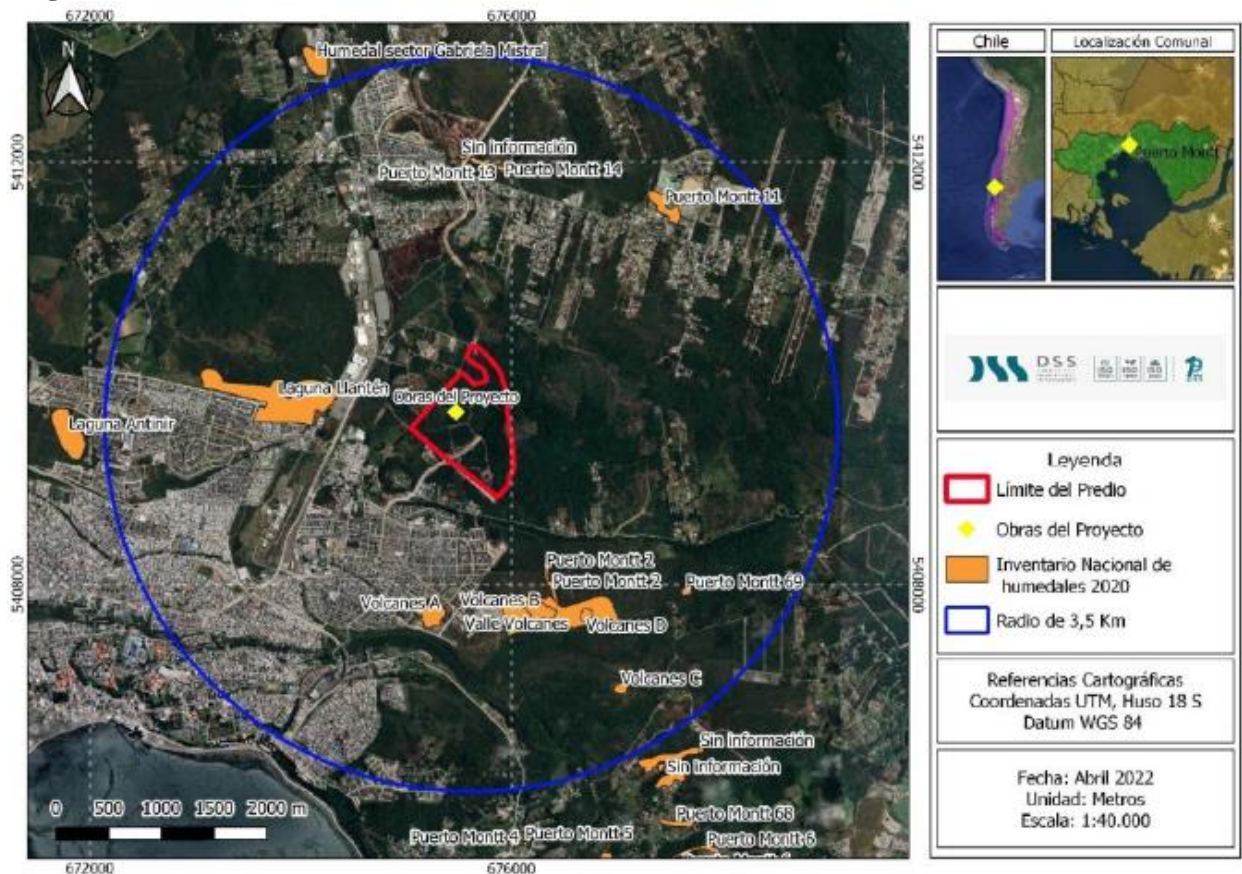 672000
676000
N
Humedal sector Gabriela Mistral
5412000
5412000
Sin información
Puerto Montt 13
Puerto Montt 14
Puerto Montt 11
Laguna Llantén
Obras del Proyecto
Laguna Antinir
5408000
5408000
Puerto Montt 2
Puerto Montt 2
Puerto Montt 69
Volcanes A
Volcanes B
Valle Volcanes
Volcanes D
Volcanes C
Sin información
Sin información
Puerto Montt 68
Puerto Montt 4
Puerto Montt 5
Puerto Montt 6
0 500 1000 1500 2000 m
672000
676000
Chile
Localización Comunal
Puerto Montt
DSS
ISO
ISO
ISO
Leyenda
Límite del Predio
Obras del Proyecto
Inventario Nacional de
humedales 2020
Radio de 3,5 Km
Referencias Cartográficas
Coordenadas UTM, Huso 18 S
Datum WGS 84
Fecha: Abril 2022
Unidad: Metros
Escala: 1:40.000